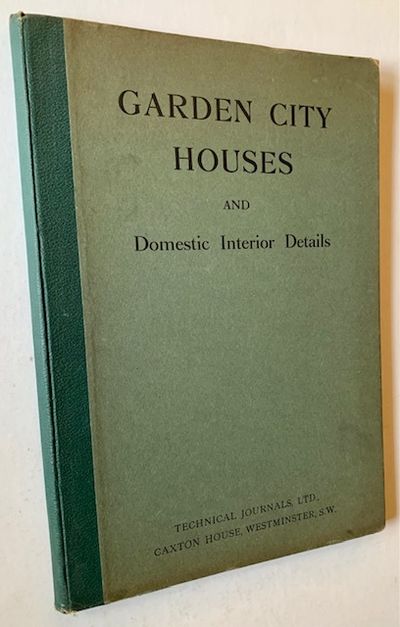 GARDEN CITY
HOUSES
AND
Domestic Interior Details
TECHNICAL JOURNALS, LTD.,
CAXTON HOUSE, WESTMINSTER, S.W.